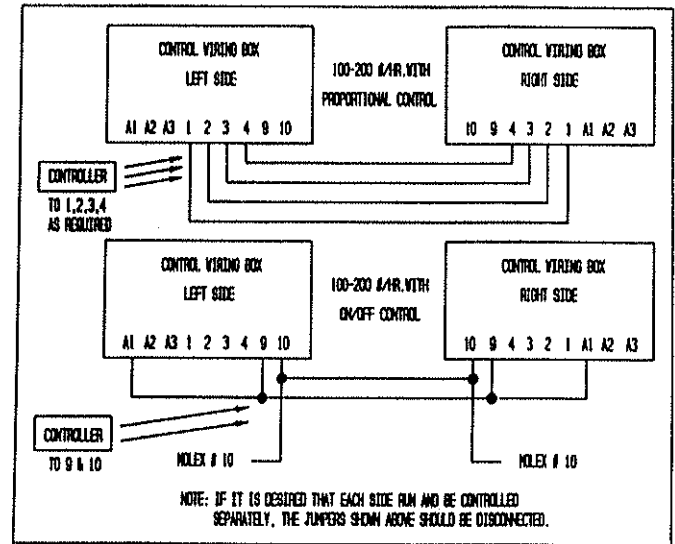 CONTROL WIRING BOX
LEFT SIDE
A1 A2 A3 1 2 3 4 9 10
100-200 #/HR.WITH
PROPORTIONAL CONTROL
CONTROL WIRING BOX
RIGHT SIDE
10 9 4 3 2 1 A1 A2 A3
CONTROLLER
TO 1,2,3,4
AS REQUIRED
CONTROL WIRING BOX
LEFT SIDE
A1 A2 A3 1 2 3 4 9 10
100-200 #/HR.WITH
ON/OFF CONTROL
CONTROL WIRING BOX
RIGHT SIDE
10 9 4 3 2 1 A1 A2 A3
CONTROLLER
TO 9 & 10
MOLEX # 10
MOLEX # 10
NOTE: IF IT IS DESIRED THAT EACH SIDE RUN AND BE CONTROLLED
SEPARATELY, THE JUMPERS SHOWN ABOVE SHOULD BE DISCONNECTED.